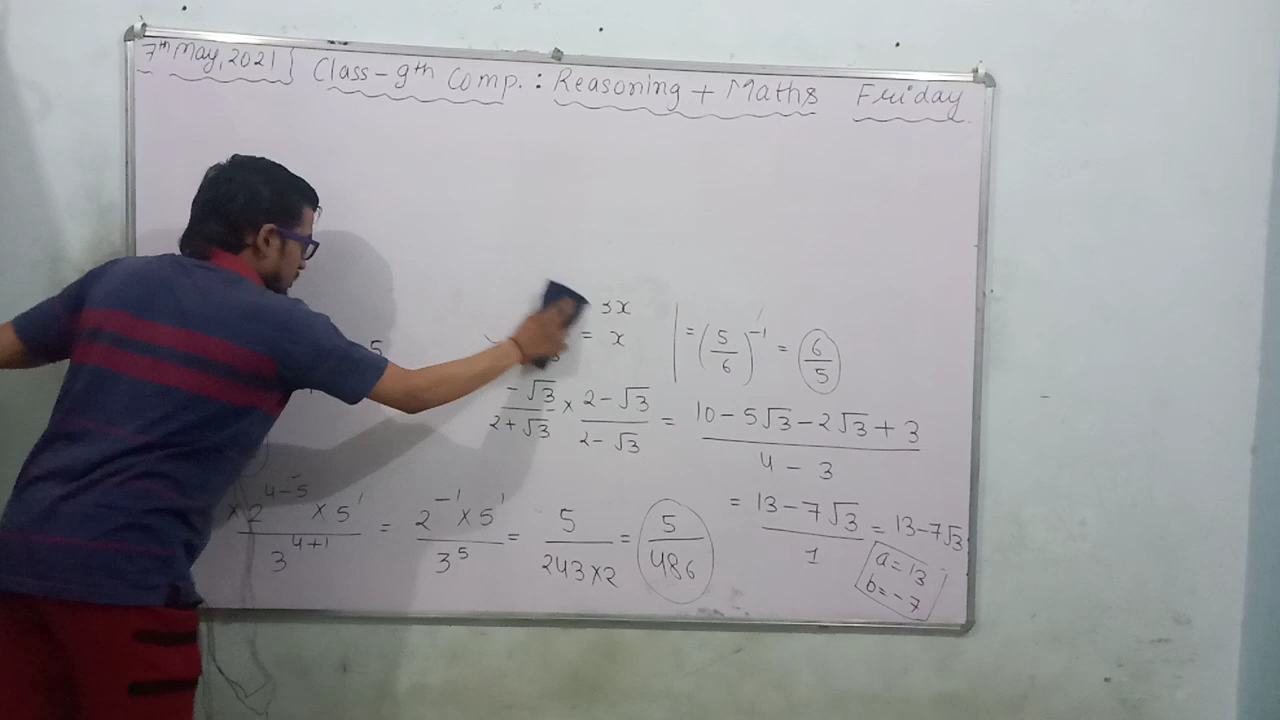 7th May, 2021 Class-9th Comp.: Reasoning + Maths Friday
3x
= x
= (5/6)^-1 = 6/5
5
-√3/2+√3 × 2-√3/2-√3 = 10-5√3-2√3+3/4-3
× 2^4-5 × 5^1/3^4+1 = 2^-1 × 5^1/3^5 = 5/243×2 = 5/486
= 13-7√3/1 = 13-7√3
a=13
b=-7